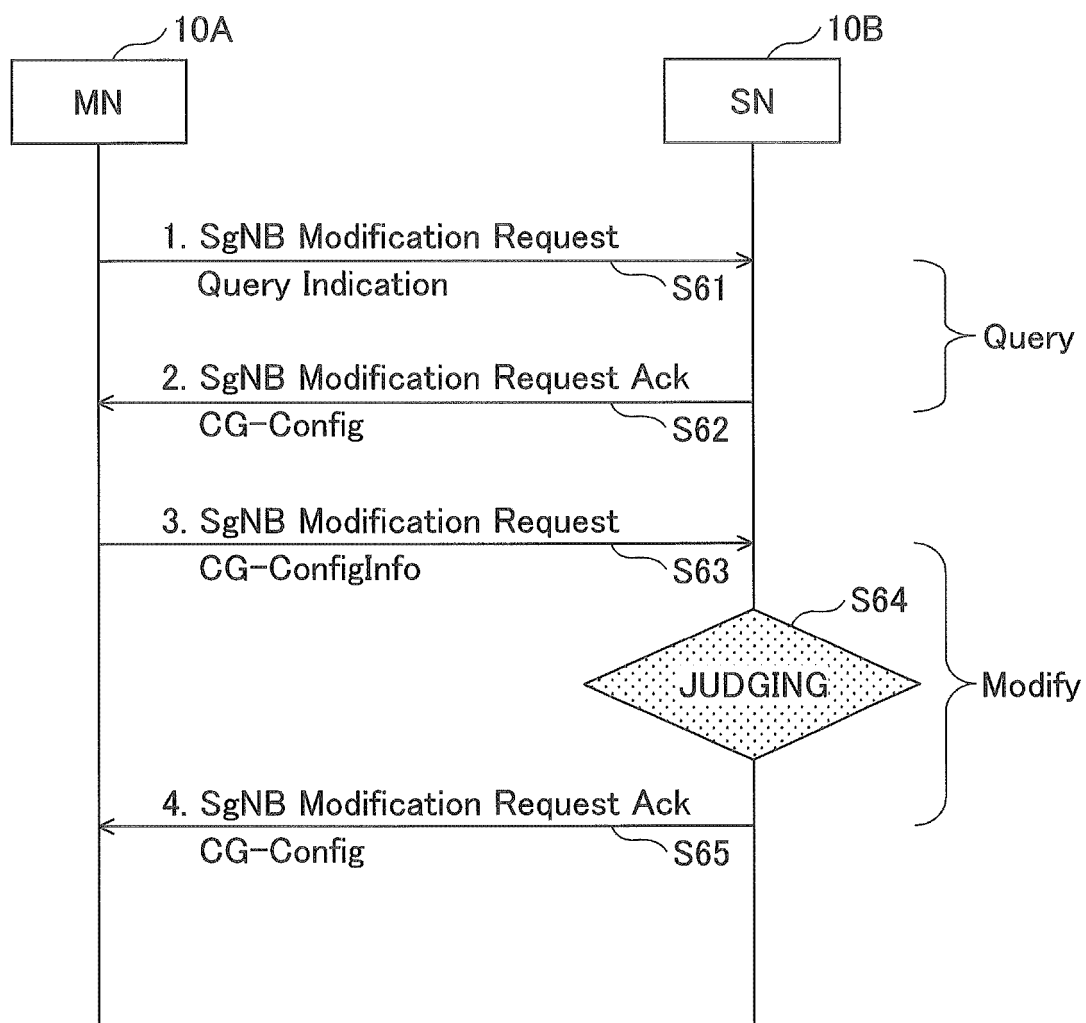 10A
10B
MN
SN
1. SgNB Modification Request
Query Indication
S61
Query
2. SgNB Modification Request Ack
CG-Config
S62
3. SgNB Modification Request
CG-ConfigInfo
S63
S64
JUDGING
Modify
4. SgNB Modification Request Ack
CG-Config
S65